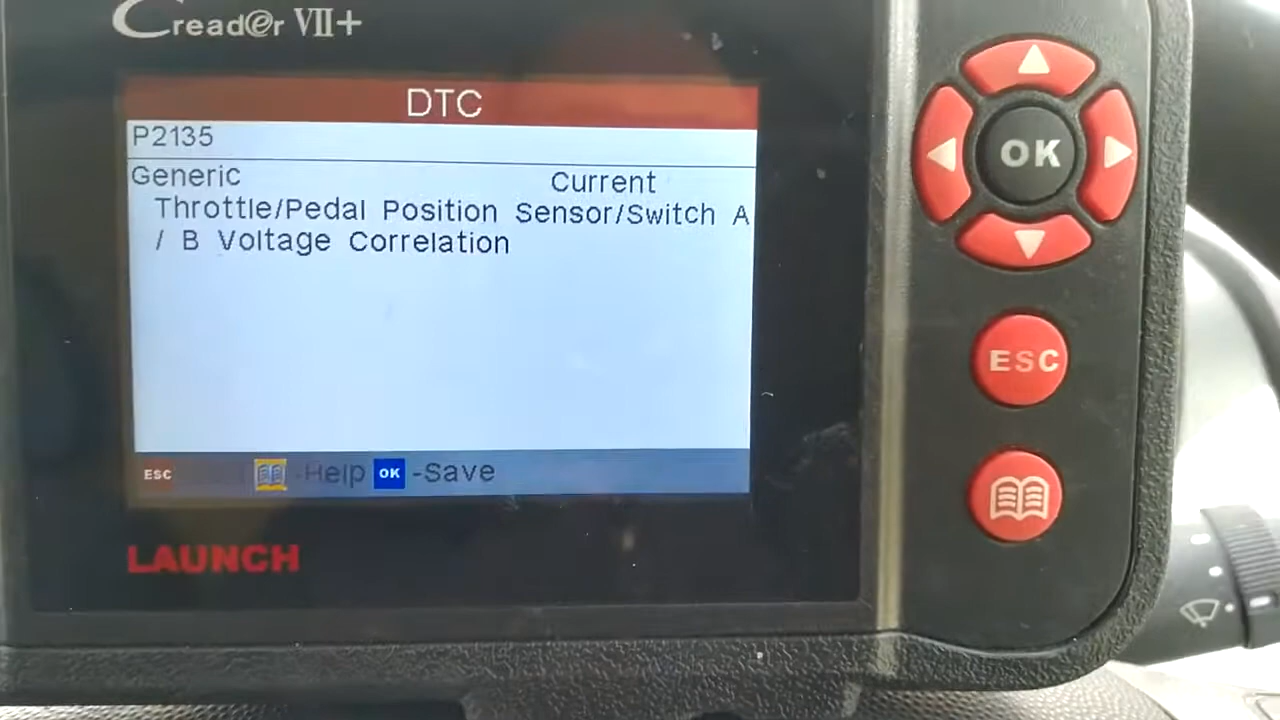 Creader VII+
DTC
P2135
Generic Current
Throttle/Pedal Position Sensor/Switch A
/ B Voltage Correlation
ESC -Help OK -Save
LAUNCH
OK
ESC